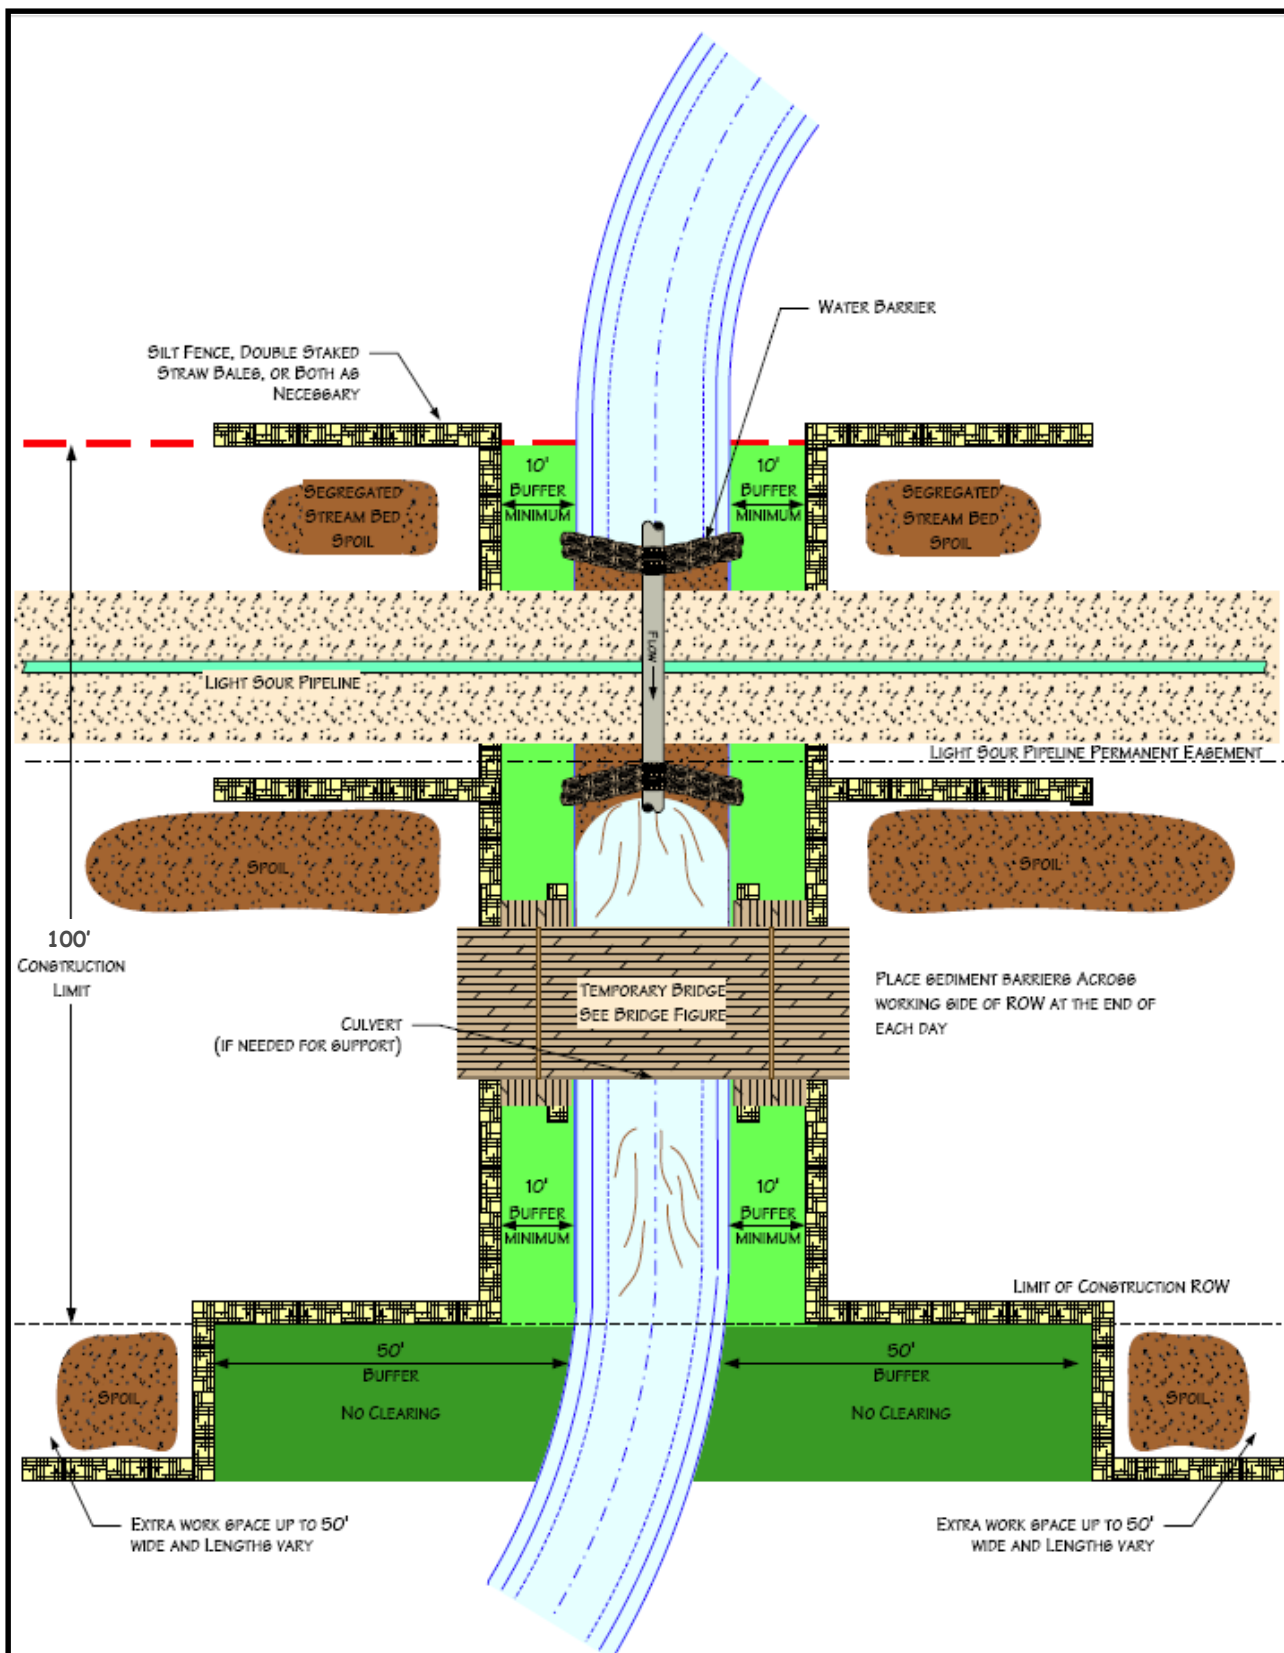 WATER BARRIER
SILT FENCE, DOUBLE STAKED
STRAW BALES, OR BOTH AS
NECESSARY
10'
BUFFER
MINIMUM
10'
BUFFER
MINIMUM
SEGREGATED
STREAM BED
SPOIL
SEGREGATED
STREAM BED
SPOIL
FLOW
LIGHT SOUR PIPELINE
LIGHT SOUR PIPELINE PERMANENT EASEMENT
SPOIL
SPOIL
100'
CONSTRUCTION
LIMIT
TEMPORARY BRIDGE
SEE BRIDGE FIGURE
PLACE SEDIMENT BARRIERS ACROSS
WORKING SIDE OF ROW AT THE END OF
EACH DAY
CULVERT
(IF NEEDED FOR SUPPORT)
10'
BUFFER
MINIMUM
10'
BUFFER
MINIMUM
LIMIT OF CONSTRUCTION ROW
50'
BUFFER
NO CLEARING
50'
BUFFER
NO CLEARING
SPOIL
SPOIL
EXTRA WORK SPACE UP TO 50'
WIDE AND LENGTHS VARY
EXTRA WORK SPACE UP TO 50'
WIDE AND LENGTHS VARY